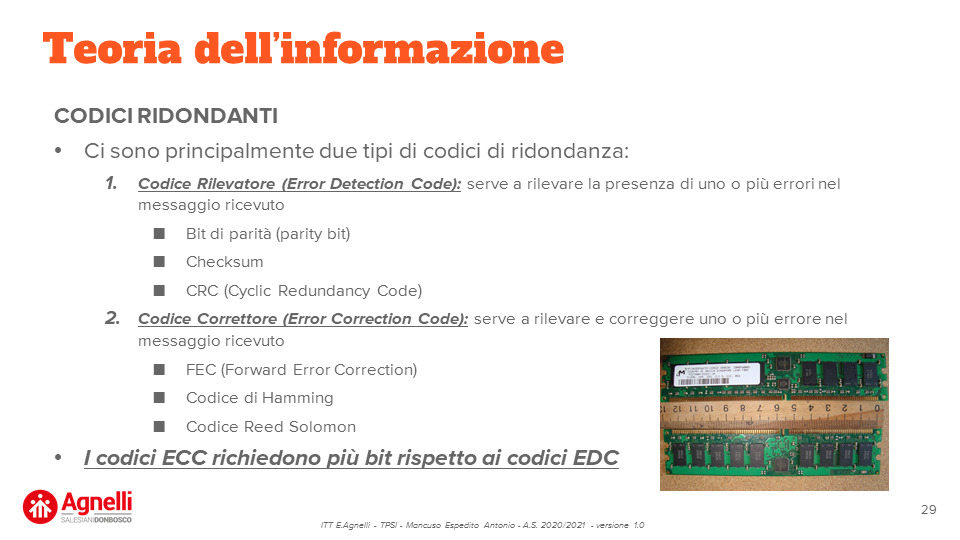 Teoria dell'informazione
CODICI RIDONDANTI
• Ci sono principalmente due tipi di codici di ridondanza:
1. Codice Rilevatore (Error Detection Code): serve a rilevare la presenza di uno o più errori nel
messaggio ricevuto
■ Bit di parità (parity bit)
■ Checksum
■ CRC (Cyclic Redundancy Code)
2. Codice Correttore (Error Correction Code): serve a rilevare e correggere uno o più errore nel
messaggio ricevuto
■ FEC (Forward Error Correction)
■ Codice di Hamming
■ Codice Reed Solomon
• I codici ECC richiedono più bit rispetto ai codici EDC
12 11 10 9 8 7 6 5 4 3 2 1 0
Agnelli
SALESIANI DONBOSCO
ITT E.Agnelli - TPSI - Mancuso Espedito Antonio - A.S. 2020/2021 - versione 1.0
29